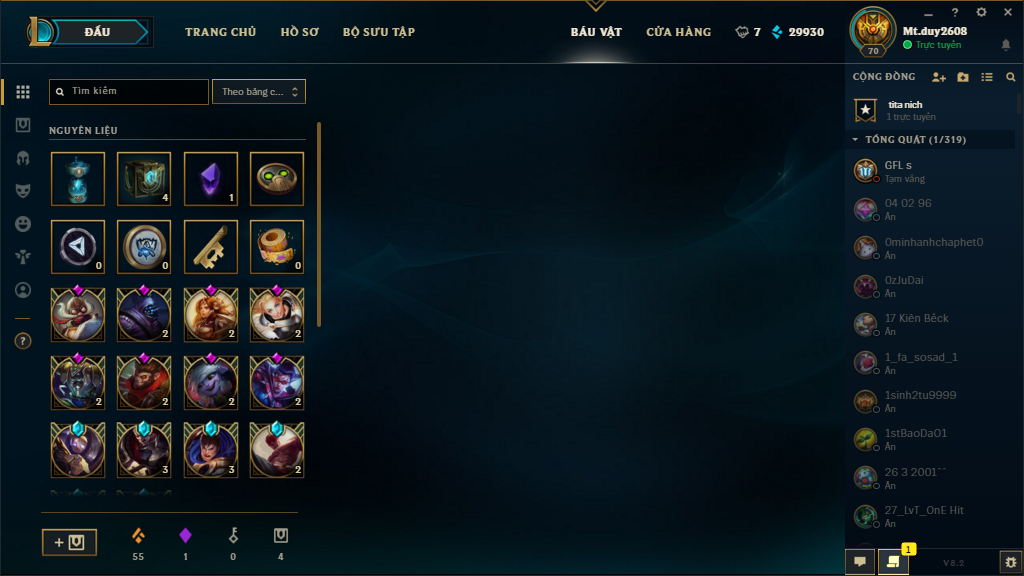 ĐẤU
TRANG CHỦ
HỒ SƠ
BỘ SƯU TẬP
BÁU VẬT
CỬA HÀNG
7
29930
70
Mt.duy2608
Trực tuyến
?
CỘNG ĐỒNG
Tìm kiếm
Theo bảng c...
NGUYÊN LIỆU
4
1
0
0
0
2
2
2
2
2
2
2
3
3
2
?
55
1
0
4
tita nich
1 trực tuyến
TỔNG QUÁT (1/319)
GFL s
Tạm vắng
04 02 96
Ẩn
0minhanhchaphet0
Ẩn
0zJuDai
Ẩn
17 Kiên Béck
Ẩn
1_fa_sosad_1
Ẩn
1sinh2tu9999
Ẩn
1stBaoDaO1
Ẩn
26 3 2001^^
Ẩn
27_LvT_OnE Hit
Ẩn
1
V8.2